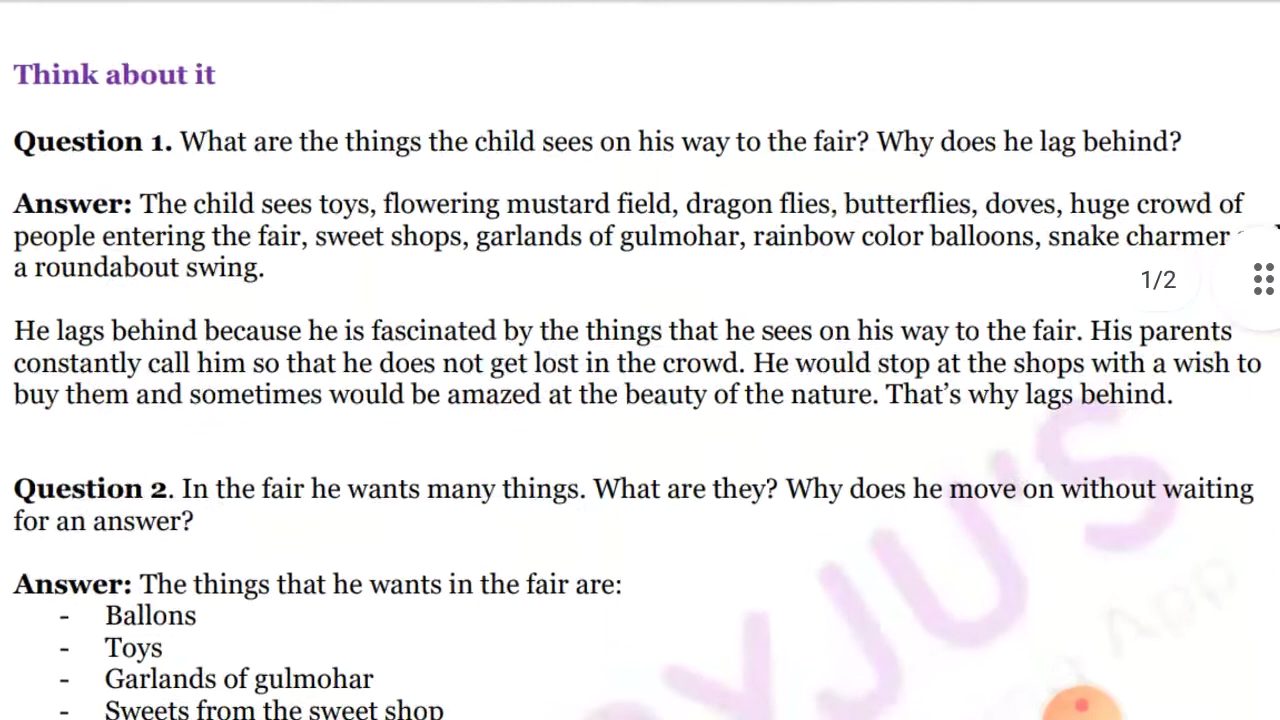 Think about it
Question 1. What are the things the child sees on his way to the fair? Why does he lag behind?
Answer: The child sees toys, flowering mustard field, dragon flies, butterflies, doves, huge crowd of
people entering the fair, sweet shops, garlands of gulmohar, rainbow color balloons, snake charmer
a roundabout swing.
1/2
He lags behind because he is fascinated by the things that he sees on his way to the fair. His parents
constantly call him so that he does not get lost in the crowd. He would stop at the shops with a wish to
buy them and sometimes would be amazed at the beauty of the nature. That's why lags behind.
Question 2. In the fair he wants many things. What are they? Why does he move on without waiting
for an answer?
Answer: The things that he wants in the fair are:
- Ballons
- Toys
- Garlands of gulmohar
- Sweets from the sweet shop
BYJU'S
App